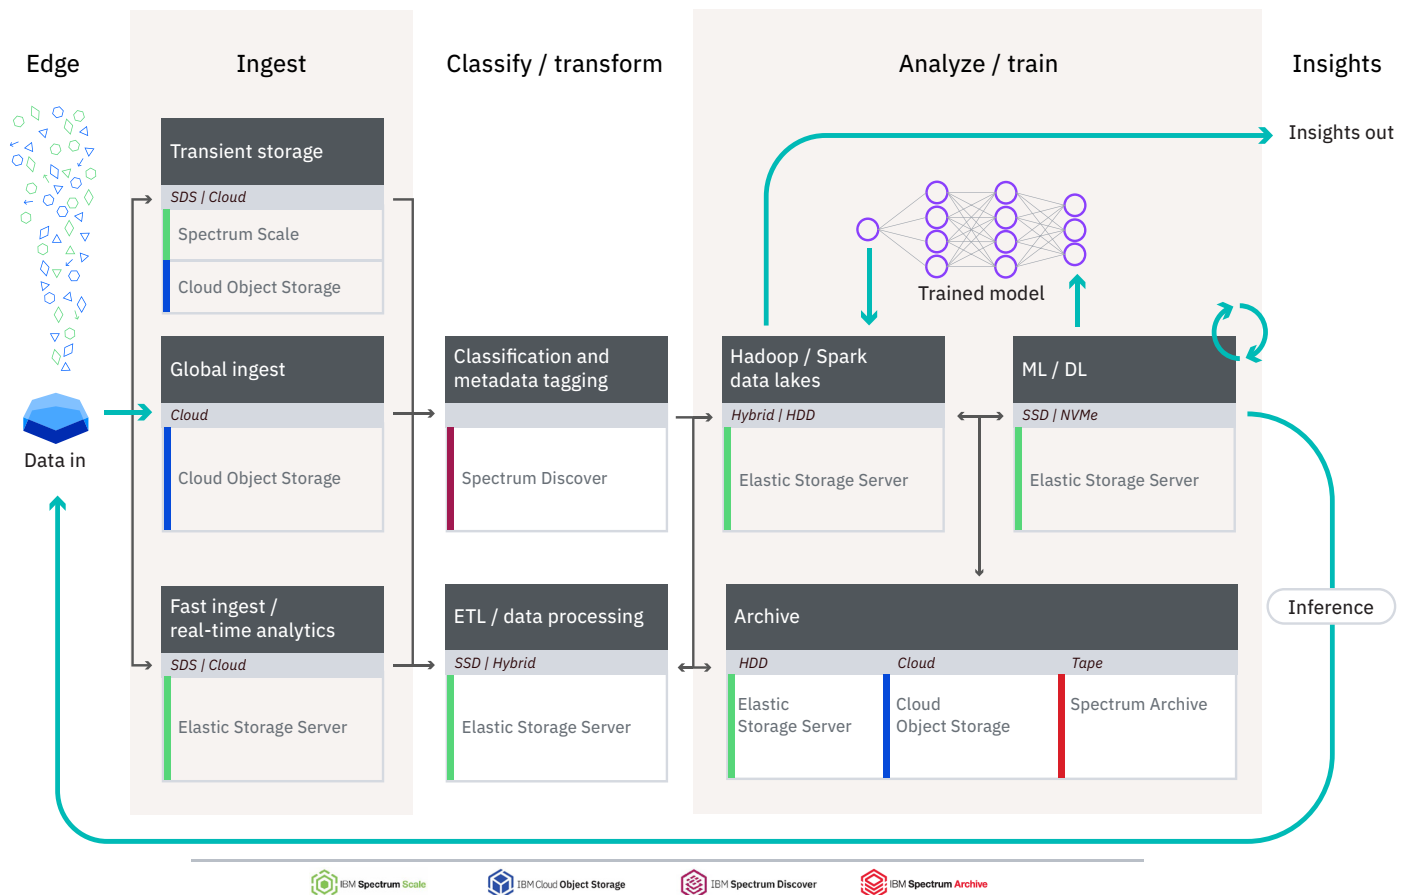 Edge
Ingest
Classify / transform
Analyze / train
Insights
Insights out
Transient storage
SDS | Cloud
Spectrum Scale
Cloud Object Storage
Trained model
Global ingest
Cloud
Cloud Object Storage
Classification and
metadata tagging
Spectrum Discover
Hadoop / Spark
data lakes
Hybrid | HDD
Elastic Storage Server
ML / DL
SSD | NVMe
Elastic Storage Server
Data in
Fast ingest /
real-time analytics
SDS | Cloud
Elastic Storage Server
ETL / data processing
SSD | Hybrid
Elastic Storage Server
Archive
HDD
Elastic
Storage Server
Cloud
Cloud
Object Storage
Tape
Spectrum Archive
Inference
IBM Spectrum Scale
IBM Cloud Object Storage
IBM Spectrum Discover
IBM Spectrum Archive